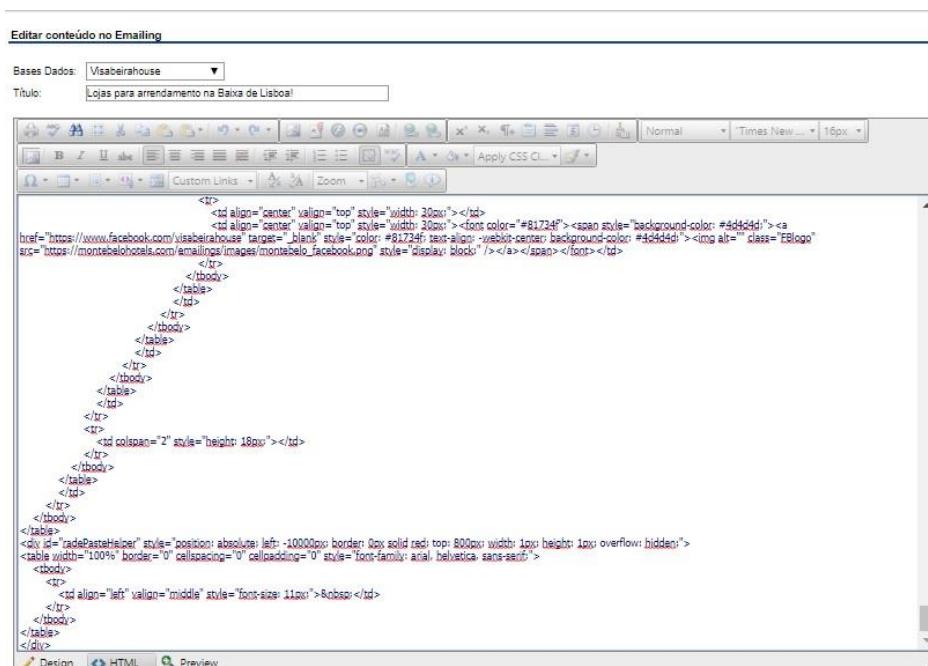 Editar conteúdo no Emailing
Bases Dados: Visabeirahouse
Título: Lojas para arrendamento na Baixa de Lisboa!
Normal "Times New ... 16px
B I U abc A Apply CSS Cl...
Ω Custom Links Zoom
<tr>
<td align="center" valign="top" style="width: 30px;"></td>
<td align="center" valign="top" style="width: 30px;"><font color="#81734f"><span style="background-color: #4d4d4d;"><a
href="https://www.facebook.com/visabeirahouse" target="_blank" style="color: #81734f; text-align: -webkit-center; background-color: #4d4d4d;"><img alt="" class="FBlogo"
src="https://montebelohotels.com/emailings/images/montebelo_facebook.png" style="display: block;" /></a></span></font></td>
</tr>
</tbody>
</table>
</td>
</tr>
</tbody>
</table>
</td>
</tr>
</tbody>
</table>
</td>
</tr>
<tr>
<td colspan="2" style="height: 18px;"></td>
</tr>
</tbody>
</table>
</td>
</tr>
</tbody>
</table>
<div id="radePasteHelper" style="position: absolute; left: -10000px; border: 0px solid red; top: 800px; width: 1px; height: 1px; overflow: hidden;">
<table width="100%" border="0" cellspacing="0" cellpadding="0" style="font-family: arial, helvetica, sans-serif;">
<tbody>
<tr>
<td align="left" valign="middle" style="font-size: 11px;">&nbsp;</td>
</tr>
</tbody>
</table>
</div>
Design HTML Preview